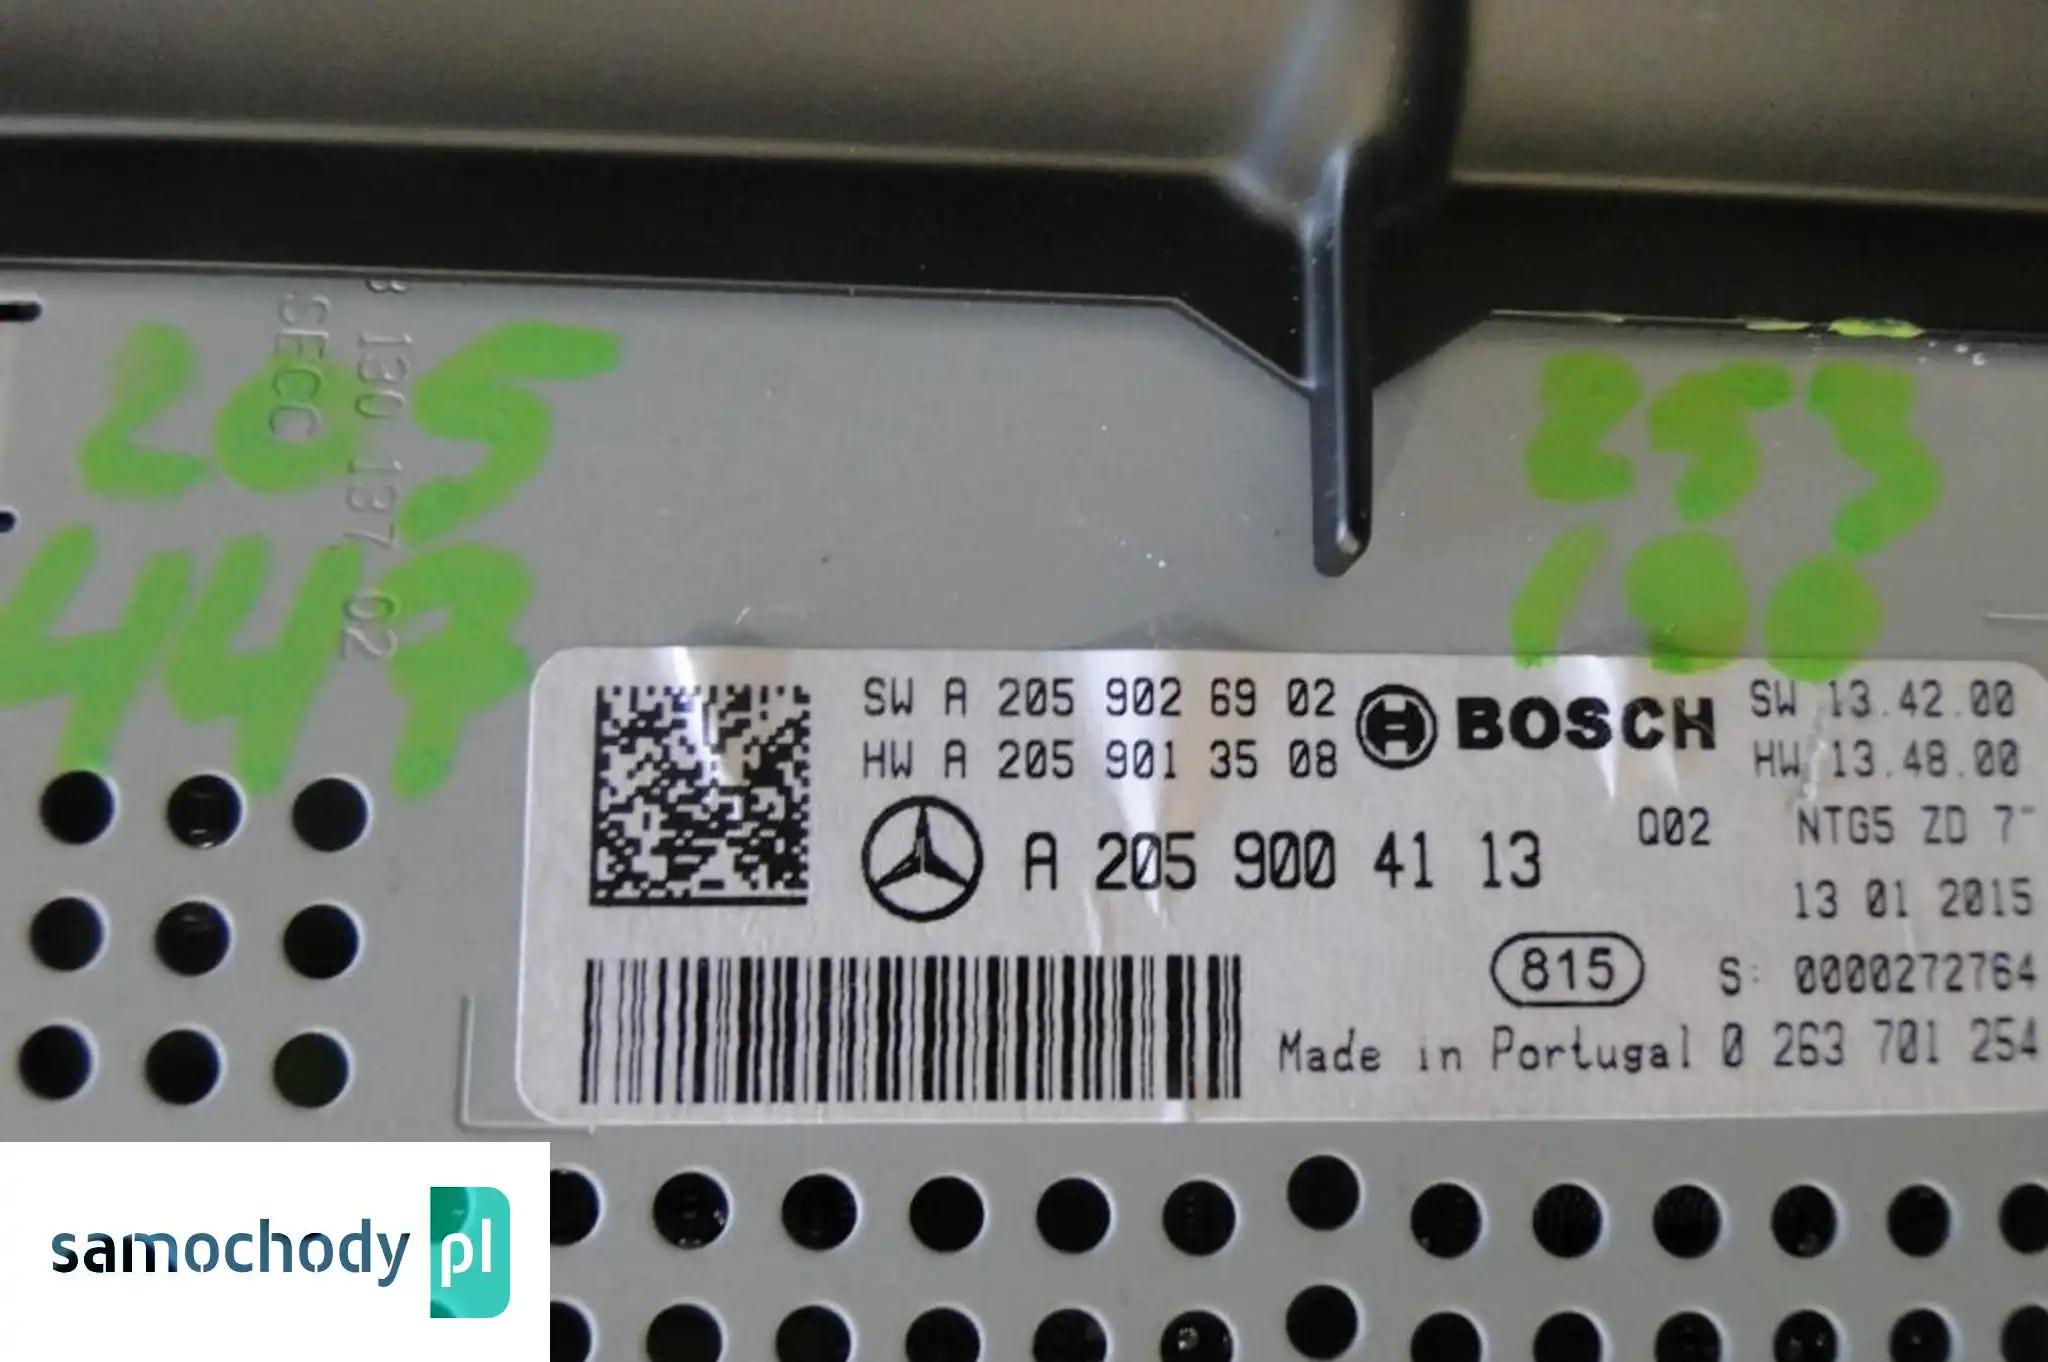 B 130 137 02
SECC
205
447
253
190
SW A 205 902 69 02
HW A 205 901 35 08
BOSCH
SW 13.42.00
HW 13.48.00
A 205 900 41 13
Q02
NTG5 ZD 7"
13 01 2015
815
S: 0000272764
Made in Portugal 0 263 701 254
samochody pl